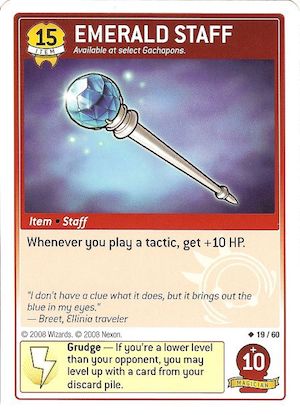 15
ITEM
EMERALD STAFF
Available at select Gachapons.
Item • Staff
Whenever you play a tactic, get +10 HP.
"I don't have a clue what it does, but it brings out the
blue in my eyes."
— Breet, Ellinia traveler
© 2008 Wizards. © 2008 Nexon.
◆ 19 / 60
Grudge — If you're a lower level
than your opponent, you may
level up with a card from your
discard pile.
+
10
MAGICIAN